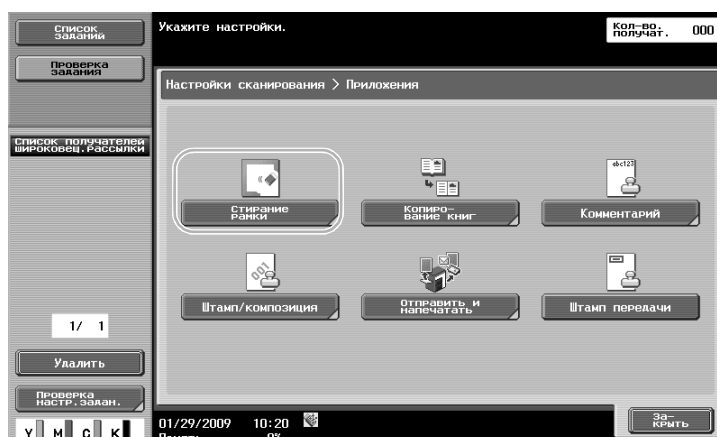 Список
заданий
Укажите настройки.
Кол-во.
получат. 000
Проверка
задания
Настройки сканирования > Приложения
Список получателей
широковещ.рассылки
Стирание
рамки
Копиро-
вание книг
abc123
Комментарий
001
Штамп/композиция
Отправить и
напечатать
Штамп передачи
1/ 1
Удалить
Проверка
настр.задан.
01/29/2009 10:20
Память 0%
За-
крыть
Y M C K